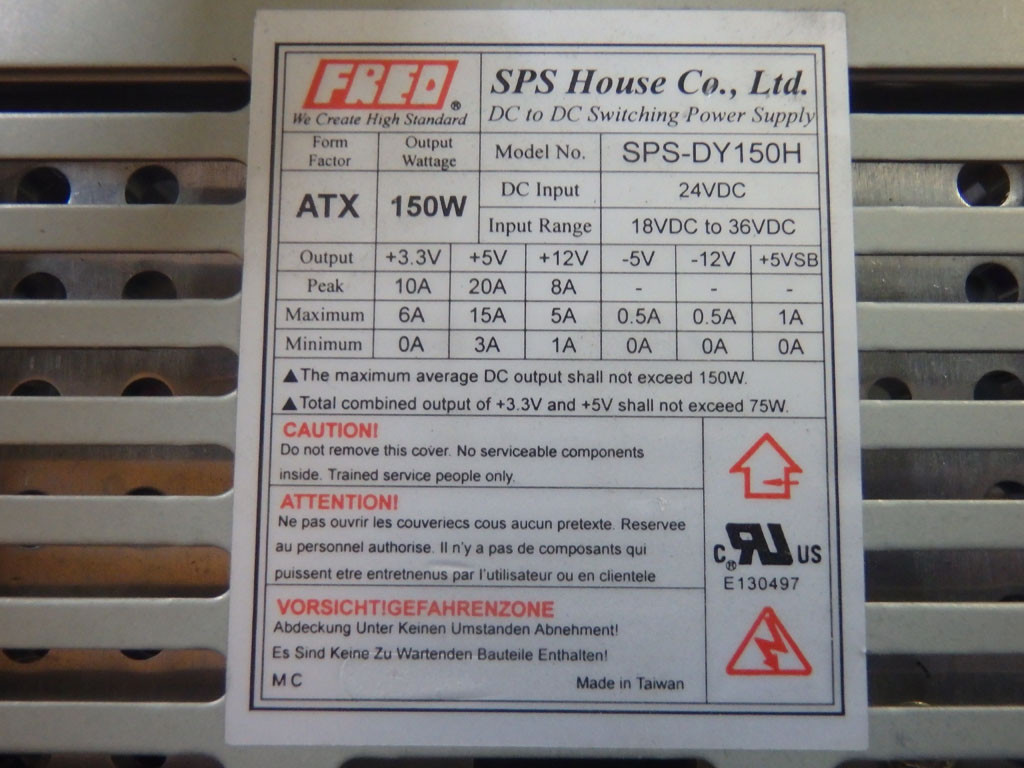 FRED®
We Create High Standard
SPS House Co., Ltd.
DC to DC Switching Power Supply
Form Factor
Output Wattage
Model No. SPS-DY150H
ATX
150W
DC Input 24VDC
Input Range 18VDC to 36VDC
Output +3.3V +5V +12V -5V -12V +5VSB
Peak 10A 20A 8A - - -
Maximum 6A 15A 5A 0.5A 0.5A 1A
Minimum 0A 3A 1A 0A 0A 0A
▲The maximum average DC output shall not exceed 150W.
▲Total combined output of +3.3V and +5V shall not exceed 75W.
CAUTION!
Do not remove this cover. No serviceable components
inside. Trained service people only.
ATTENTION!
Ne pas ouvrir les couveriecs cous aucun pretexte. Reservee
au personnel authorise. Il n'y a pas de composants qui
puissent etre entretnenus par l'utilisateur ou en clientele
VORSICHT!GEFAHRENZONE
Abdeckung Unter Keinen Umstanden Abnehment!
Es Sind Keine Zu Wartenden Bauteile Enthalten!
M C
Made in Taiwan
C RU® US
E130497